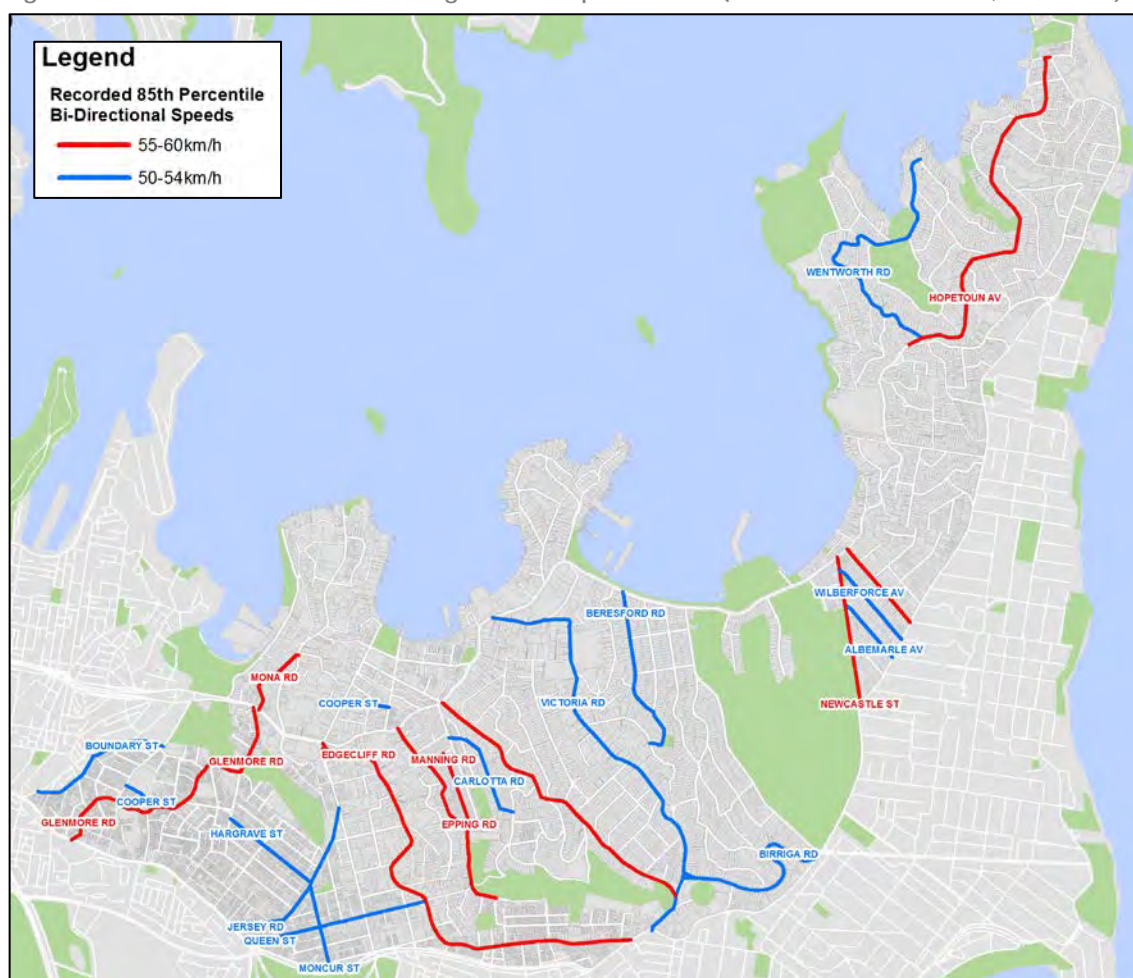 Legend
Recorded 85th Percentile
Bi-Directional Speeds
55-60km/h
50-54km/h
WENTWORTH RD
HOPETOUN AV
WILBERFORCE AV
BERESFORD RD
ALBEMARLE AV
MONA RD
COOPER ST
VICTORIA RD
NEWCASTLE ST
BOUNDARY ST
EDGECLIFF RD
GLENMORE RD
MANNING RD
CARLOTTA RD
COOPER ST
GLENMORE RD
EPPING RD
HARGRAVE ST
BIRRIGA RD
JERSEY RD
QUEEN ST
MONCUR ST